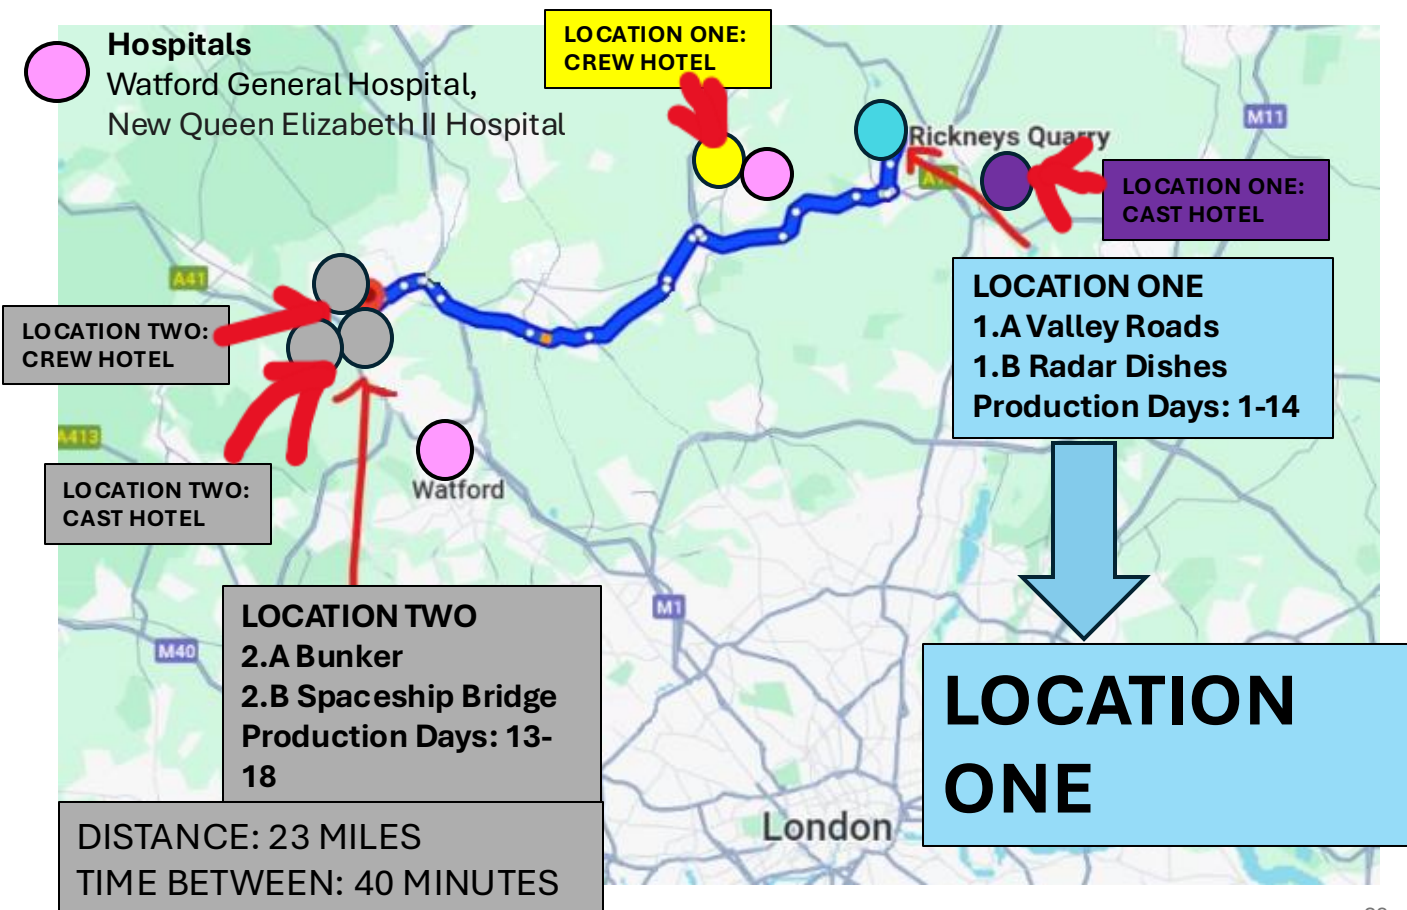 Hospitals
Watford General Hospital,
New Queen Elizabeth II Hospital
LOCATION ONE:
CREW HOTEL
M11
Rickneys Quarry
LOCATION ONE:
CAST HOTEL
A41
LOCATION TWO:
CREW HOTEL
LOCATION ONE
1.A Valley Roads
1.B Radar Dishes
Production Days: 1-14
A413
Watford
LOCATION TWO:
CAST HOTEL
M1
M40
LOCATION TWO
2.A Bunker
2.B Spaceship Bridge
Production Days: 13-
18
LOCATION
ONE
London
DISTANCE: 23 MILES
TIME BETWEEN: 40 MINUTES